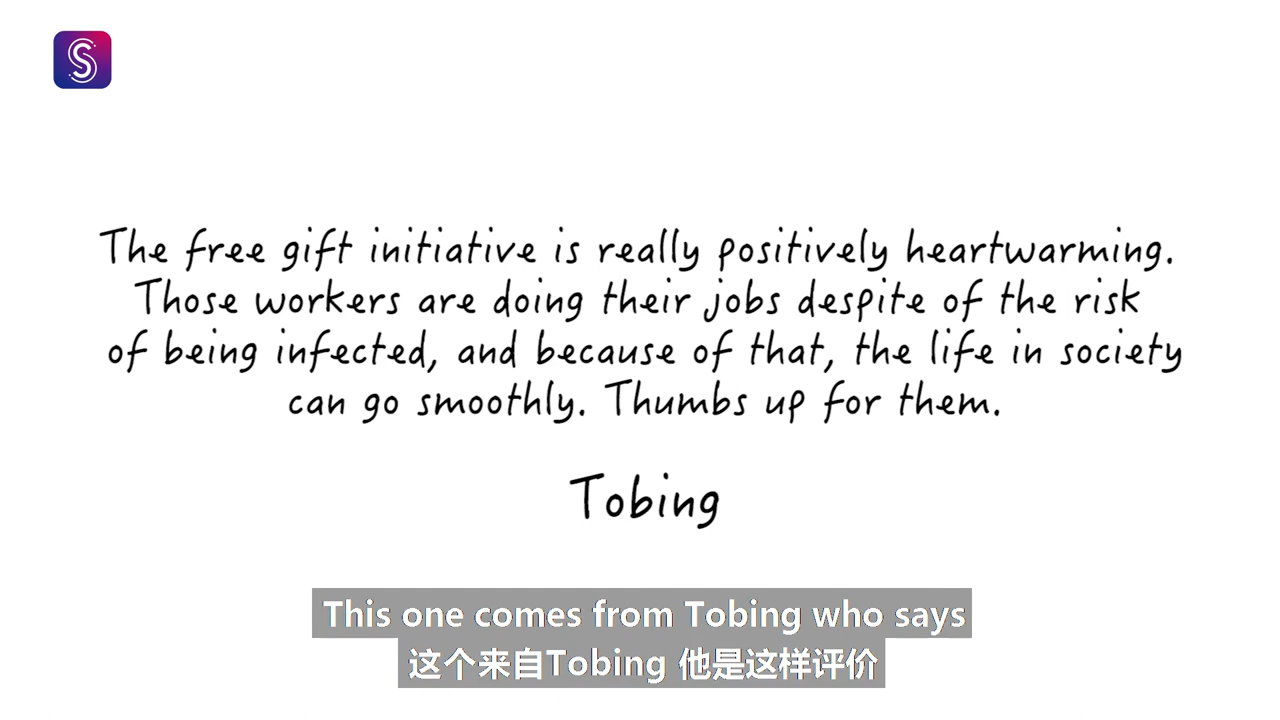 S
The free gift initiative is really positively heartwarming.
Those workers are doing their jobs despite of the risk
of being infected, and because of that, the life in society
can go smoothly. Thumbs up for them.
Tobing
This one comes from Tobing who says
这个来自Tobing 他是这样评价